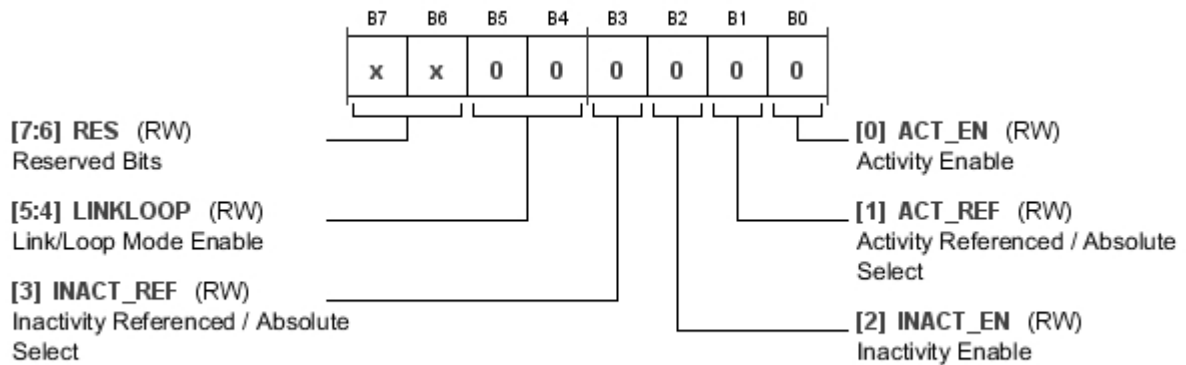 B7 B6 B5 B4 B3 B2 B1 B0
x x 0 0 0 0 0 0
[7:6] RES (RW)
Reserved Bits
[5:4] LINKLOOP (RW)
Link/Loop Mode Enable
[3] INACT_REF (RW)
Inactivity Referenced / Absolute
Select
[0] ACT_EN (RW)
Activity Enable
[1] ACT_REF (RW)
Activity Referenced / Absolute
Select
[2] INACT_EN (RW)
Inactivity Enable